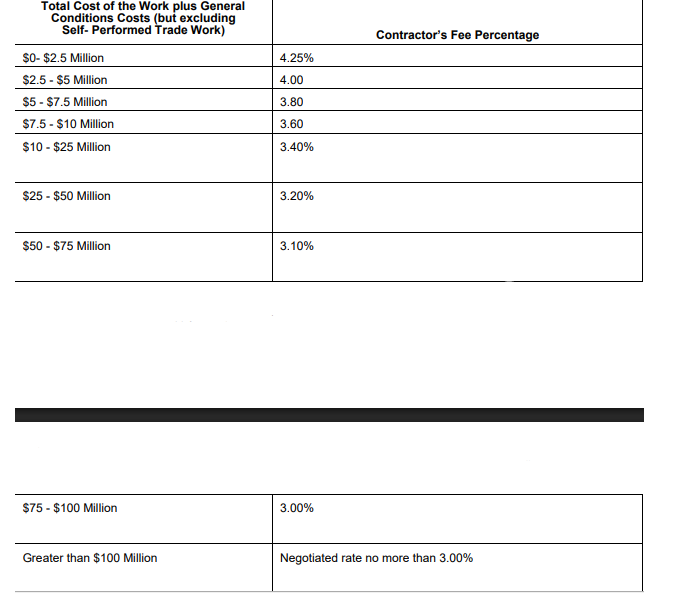 Total Cost of the Work plus General
Conditions Costs (but excluding
Self- Performed Trade Work)
Contractor's Fee Percentage
$0- $2.5 Million 4.25%
$2.5 - $5 Million 4.00
$5 - $7.5 Million 3.80
$7.5 - $10 Million 3.60
$10 - $25 Million 3.40%
$25 - $50 Million 3.20%
$50 - $75 Million 3.10%
$75 - $100 Million 3.00%
Greater than $100 Million Negotiated rate no more than 3.00%